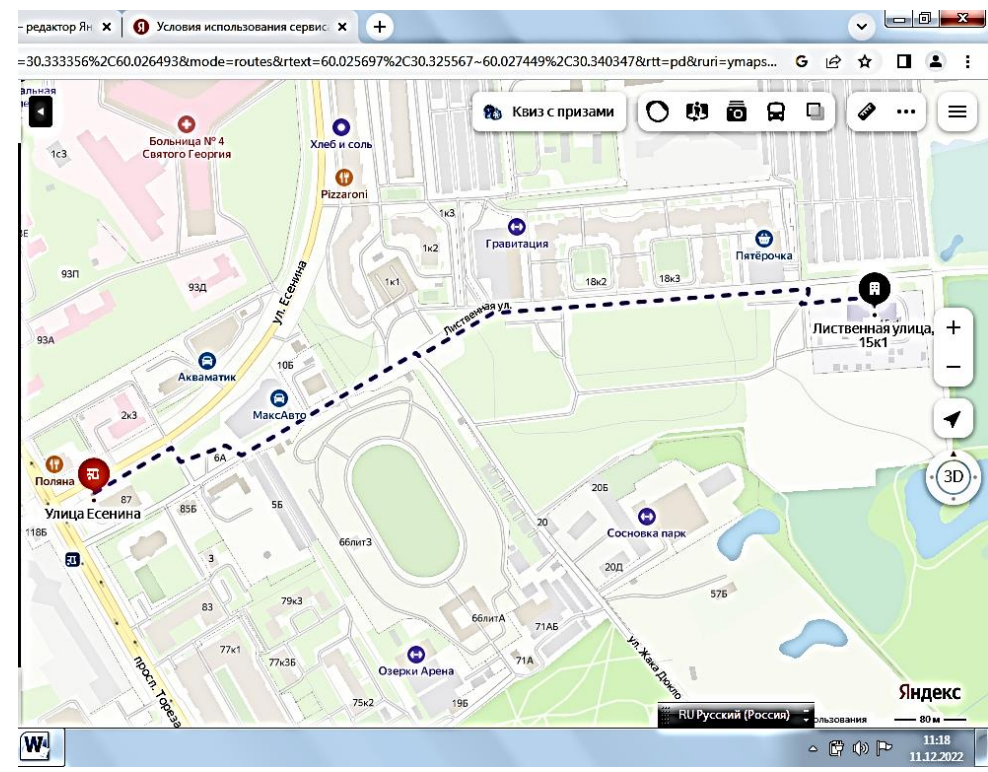 – редактор Ян
Условия использования сервис
=30.333356%2C60.026493&mode=routes&rtext=60.025697%2C30.325567~60.027449%2C30.340347&rtt=pd&ruri=ymaps...
Квиз с призами
Больница № 4
Святого Георгия
1с3
Хлеб и соль
Pizzaroni
1к3
1к2
Гравитация
Пятёрочка
93П
93Д
ул. Есенина
1к1
18к2
18к3
Лиственная ул.
Лиственная улица,
15к1
93А
Акваматик
10Б
МаксАвто
2к3
Поляна
6А
3D
87
Улица Есенина
85Б
5Б
20Б
118Б
20
Сосновка парк
66литЗ
3
20Д
57Б
83
79к3
66литА
71АБ
77к1
77к3Б
Озерки Арена
71А
ул. Жака Дюкло
просп. Тореза
75к2
19Б
Яндекс
RU Русский (Россия)
ользования
80 м
W
11:18
11.12.2022